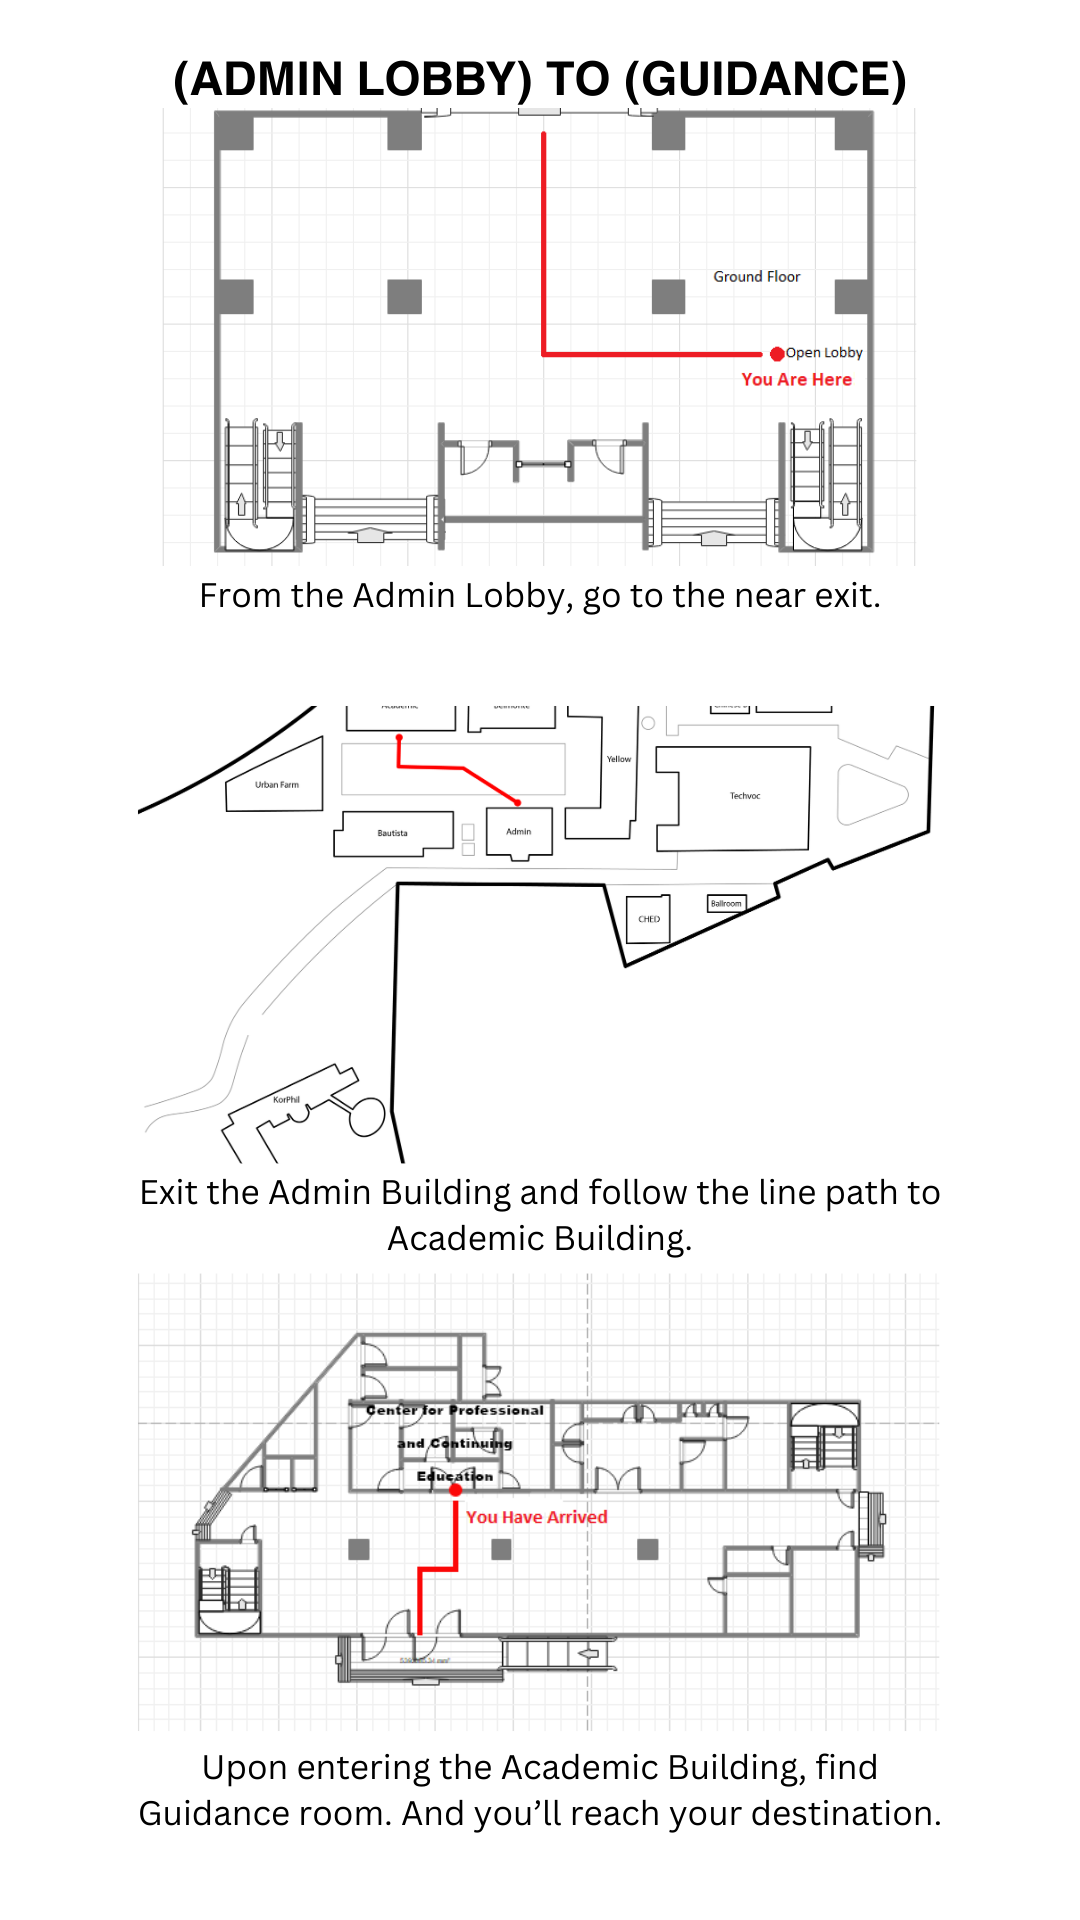 (ADMIN LOBBY) TO (GUIDANCE)
Ground Floor
Open Lobby
You Are Here
From the Admin Lobby, go to the near exit.
Academic
Belmonte
Yellow
Urban Farm
Techvoc
Bautista
Admin
CHED
Ballroom
KorPhil
Exit the Admin Building and follow the line path to
Academic Building.
Center for Professional
and Continuing
Education
You Have Arrived
Upon entering the Academic Building, find
Guidance room. And you’ll reach your destination.